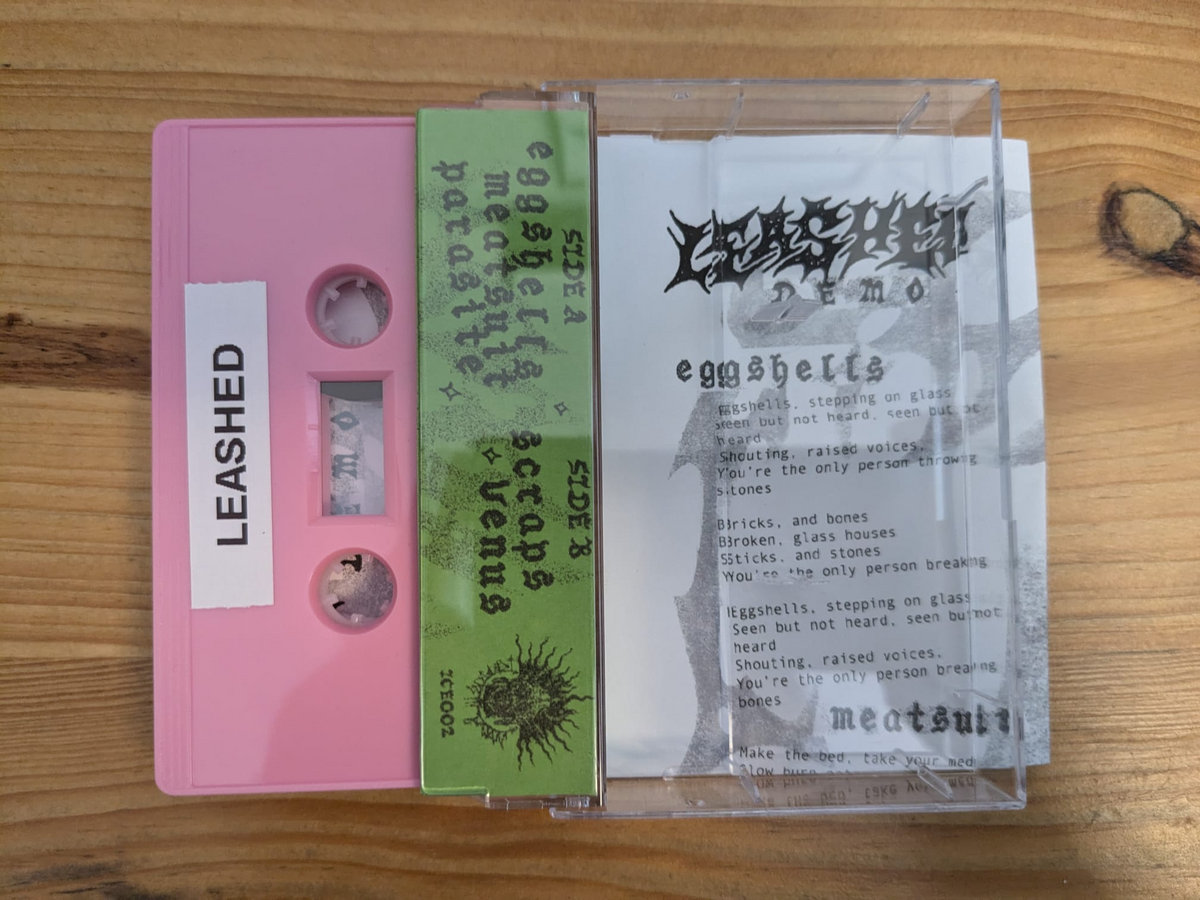 LEASHED
SIDE A
eggshells
meatsuit
parasite
SIDE B
scraps
venus
ICE002
LEASHED
DEMO
eggshells
Eggshells, stepping on glass
Seen but not heard, seen but not
heard
Shouting, raised voices,
You're the only person throwing
stones
Bricks, and bones
Broken, glass houses
Sticks, and stones
You're the only person breaking
Eggshells, stepping on glass
Seen but not heard, seen but not
heard
Shouting, raised voices,
You're the only person breaking
bones
meatsuit
Make the bed, take your med
Slow burn